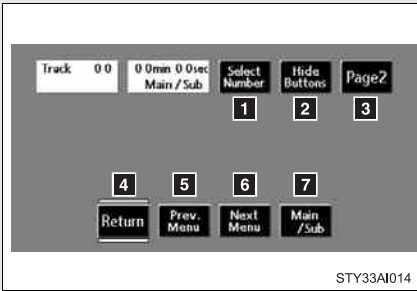 Track 0 0
0 0min 0 0sec
Main / Sub
Select
Number
Hide
Buttons
Page2
1
2
3
4
5
6
7
Return
Prev.
Menu
Next
Menu
Main
/Sub
STY33AI014